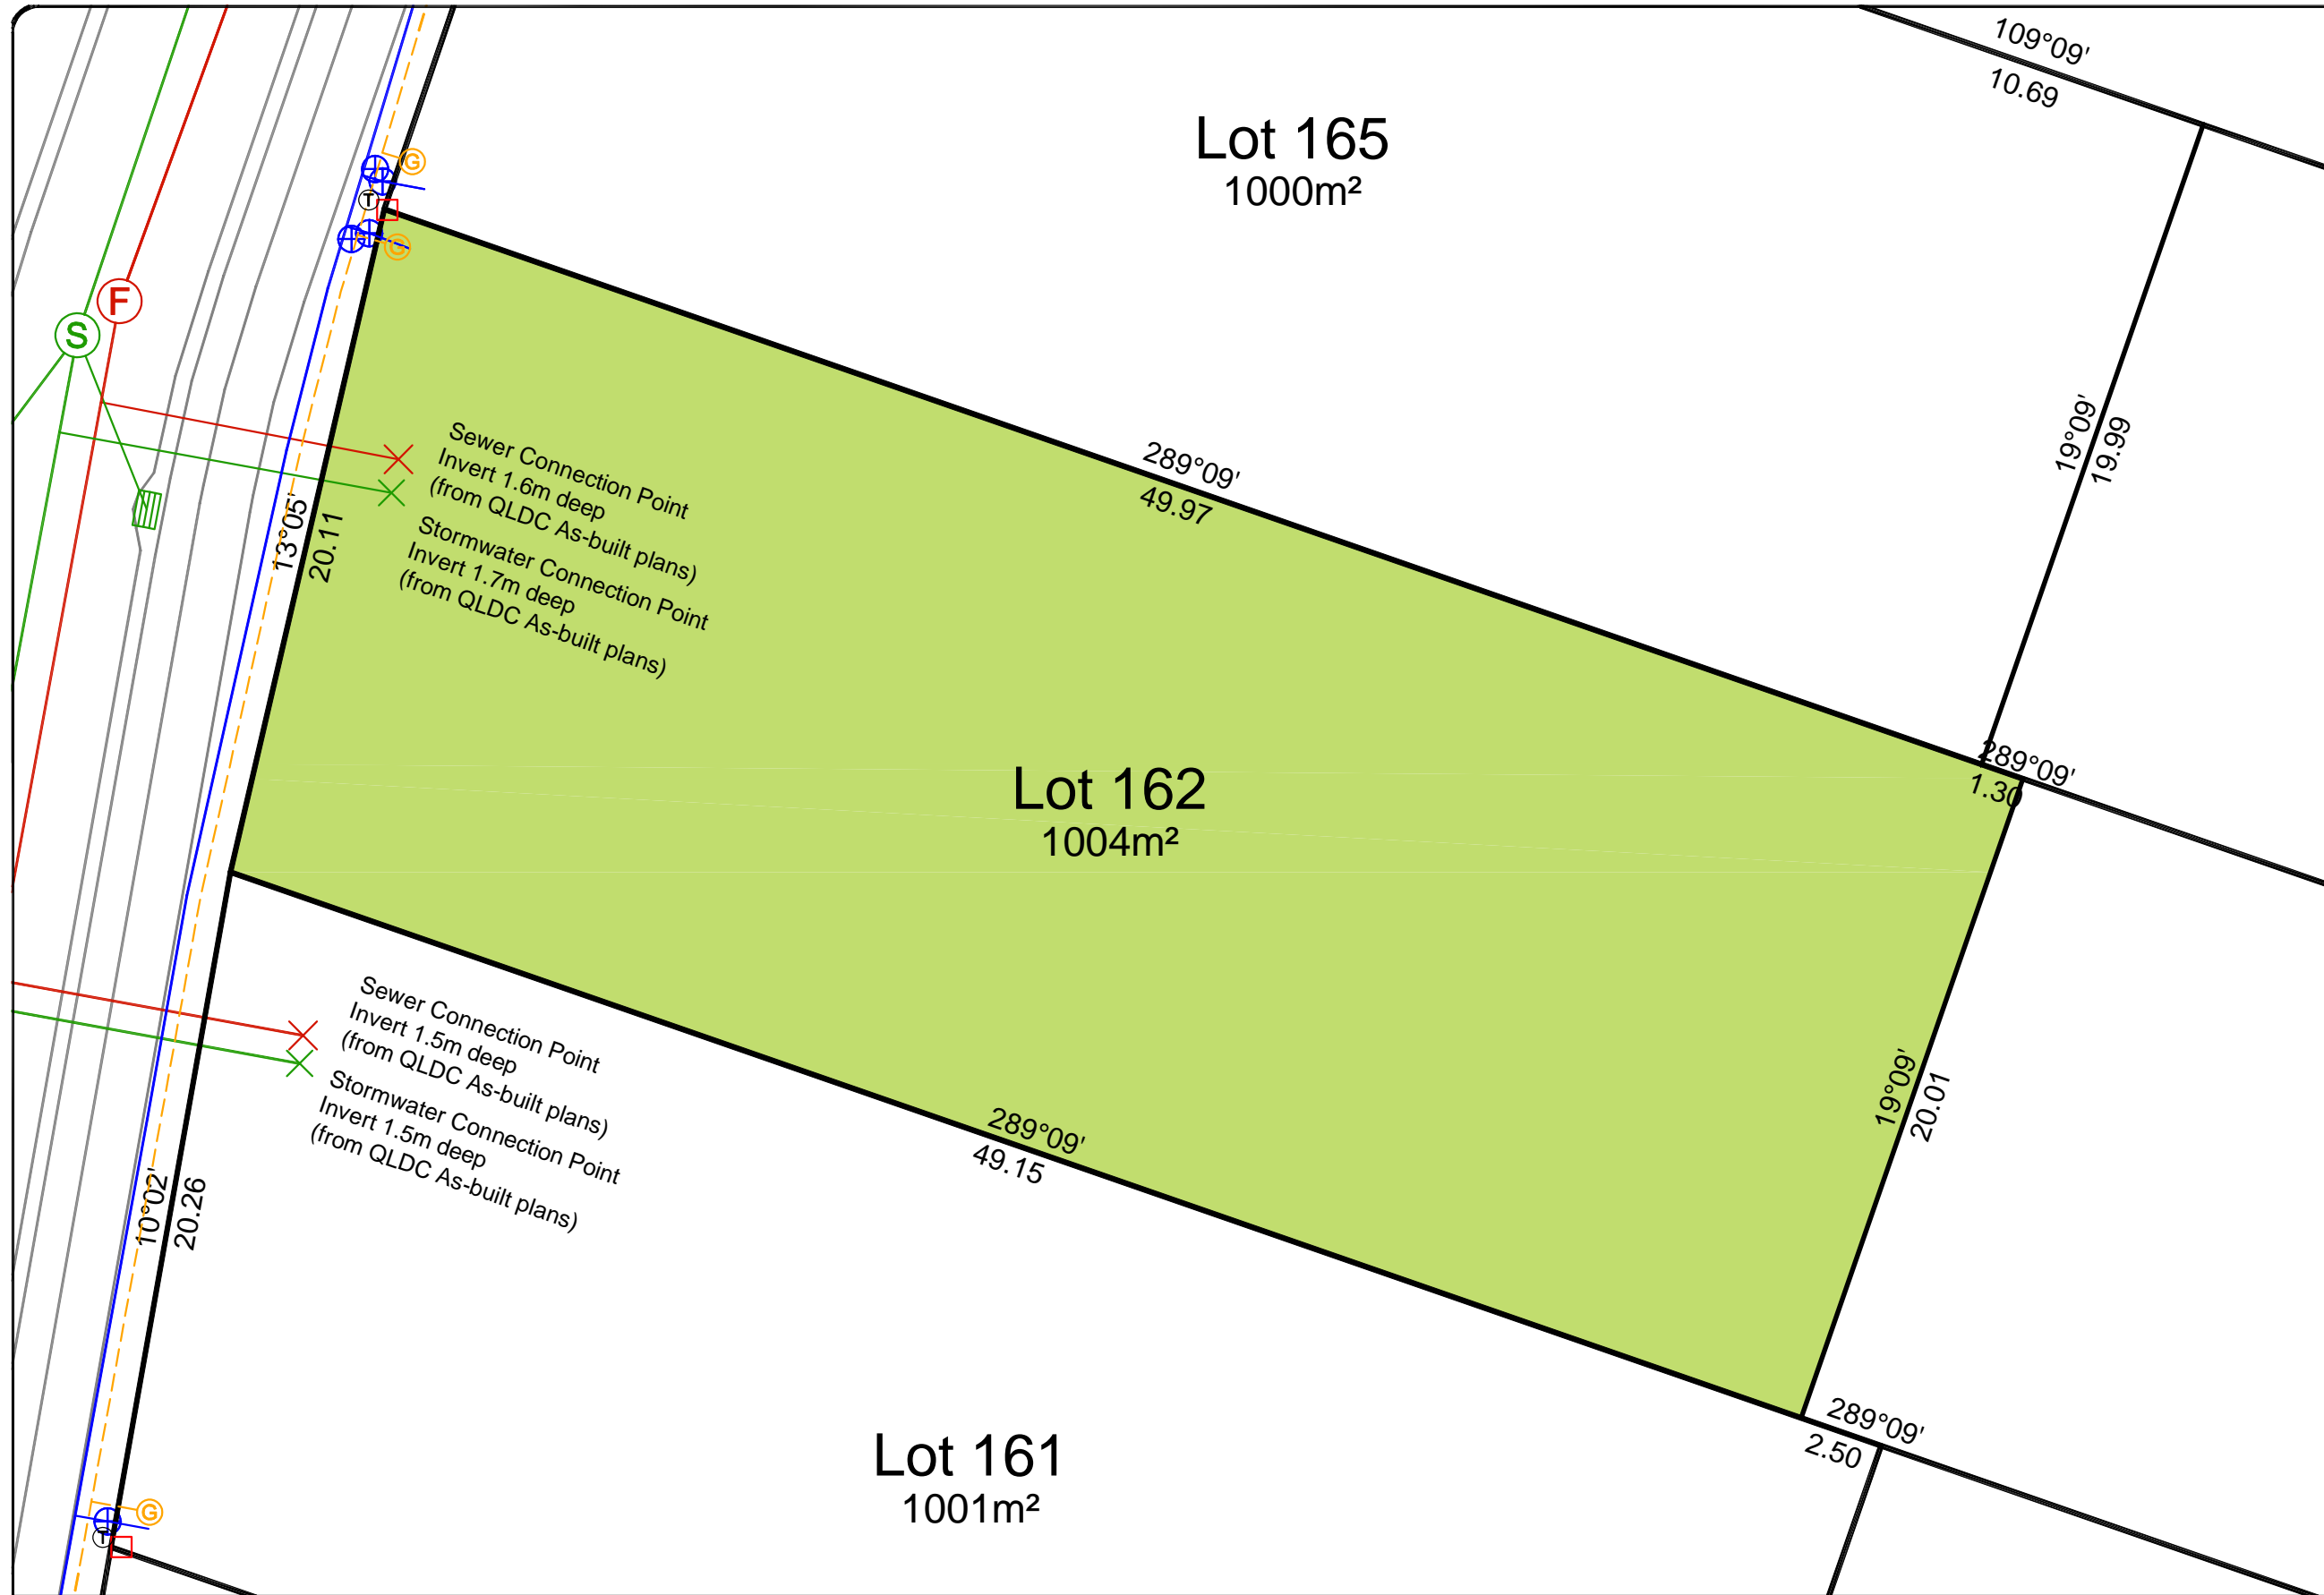 109°09'
10.69
Lot 165
1000m²
G
T
G
F
S
19°09'
19.99
Sewer Connection Point
Invert 1.6m deep
(from QLDC As-built plans)
Stormwater Connection Point
Invert 1.7m deep
(from QLDC As-built plans)
289°09'
49.97
13°05'
20.11
289°09'
1.30
Lot 162
1004m²
Sewer Connection Point
Invert 1.5m deep
(from QLDC As-built plans)
Stormwater Connection Point
Invert 1.5m deep
(from QLDC As-built plans)
19°09'
20.01
289°09'
49.15
10°02'
20.26
289°09'
2.50
Lot 161
1001m²
G
T